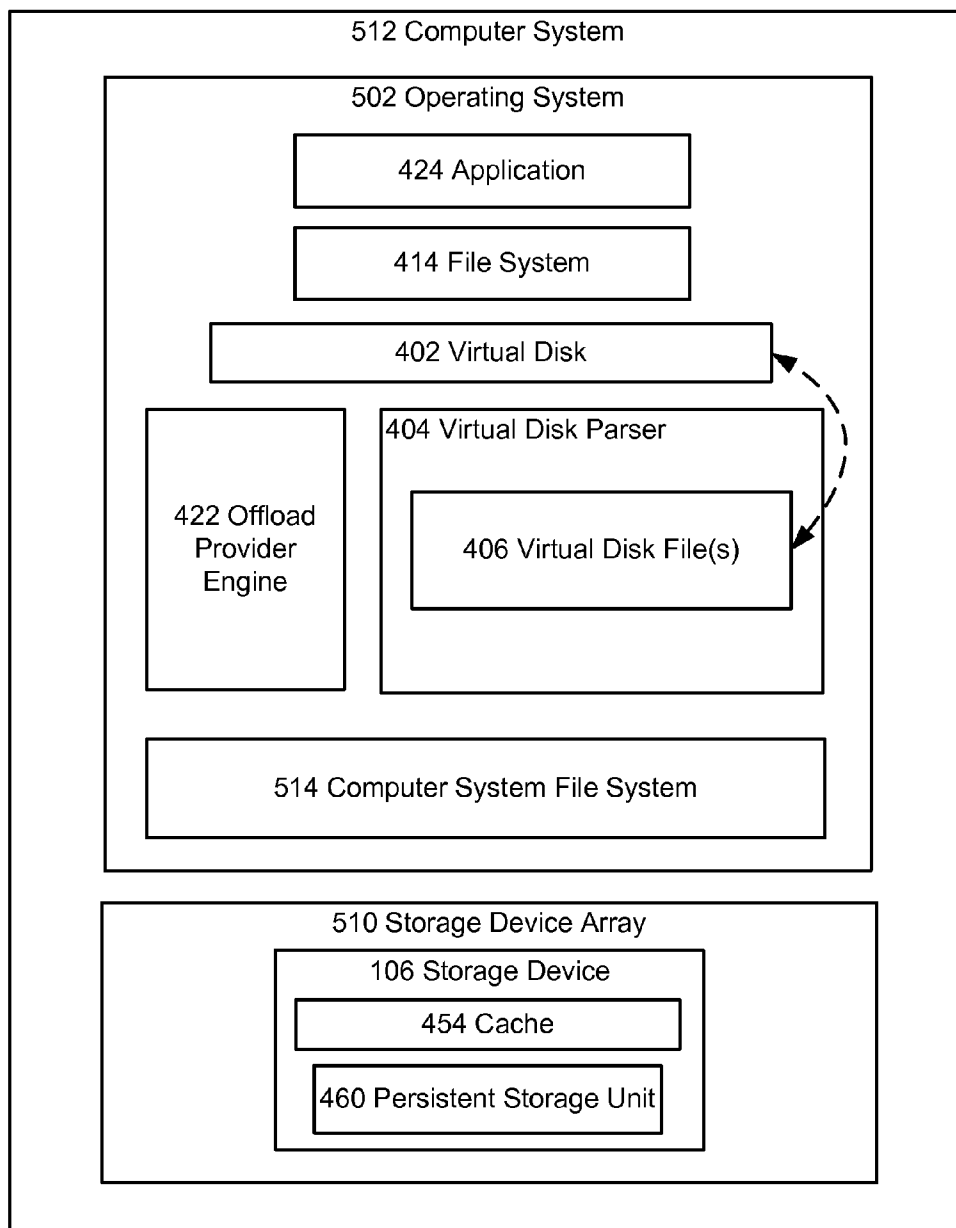 512 Computer System
502 Operating System
424 Application
414 File System
402 Virtual Disk
404 Virtual Disk Parser
422 Offload
Provider
Engine
406 Virtual Disk File(s)
514 Computer System File System
510 Storage Device Array
106 Storage Device
454 Cache
460 Persistent Storage Unit